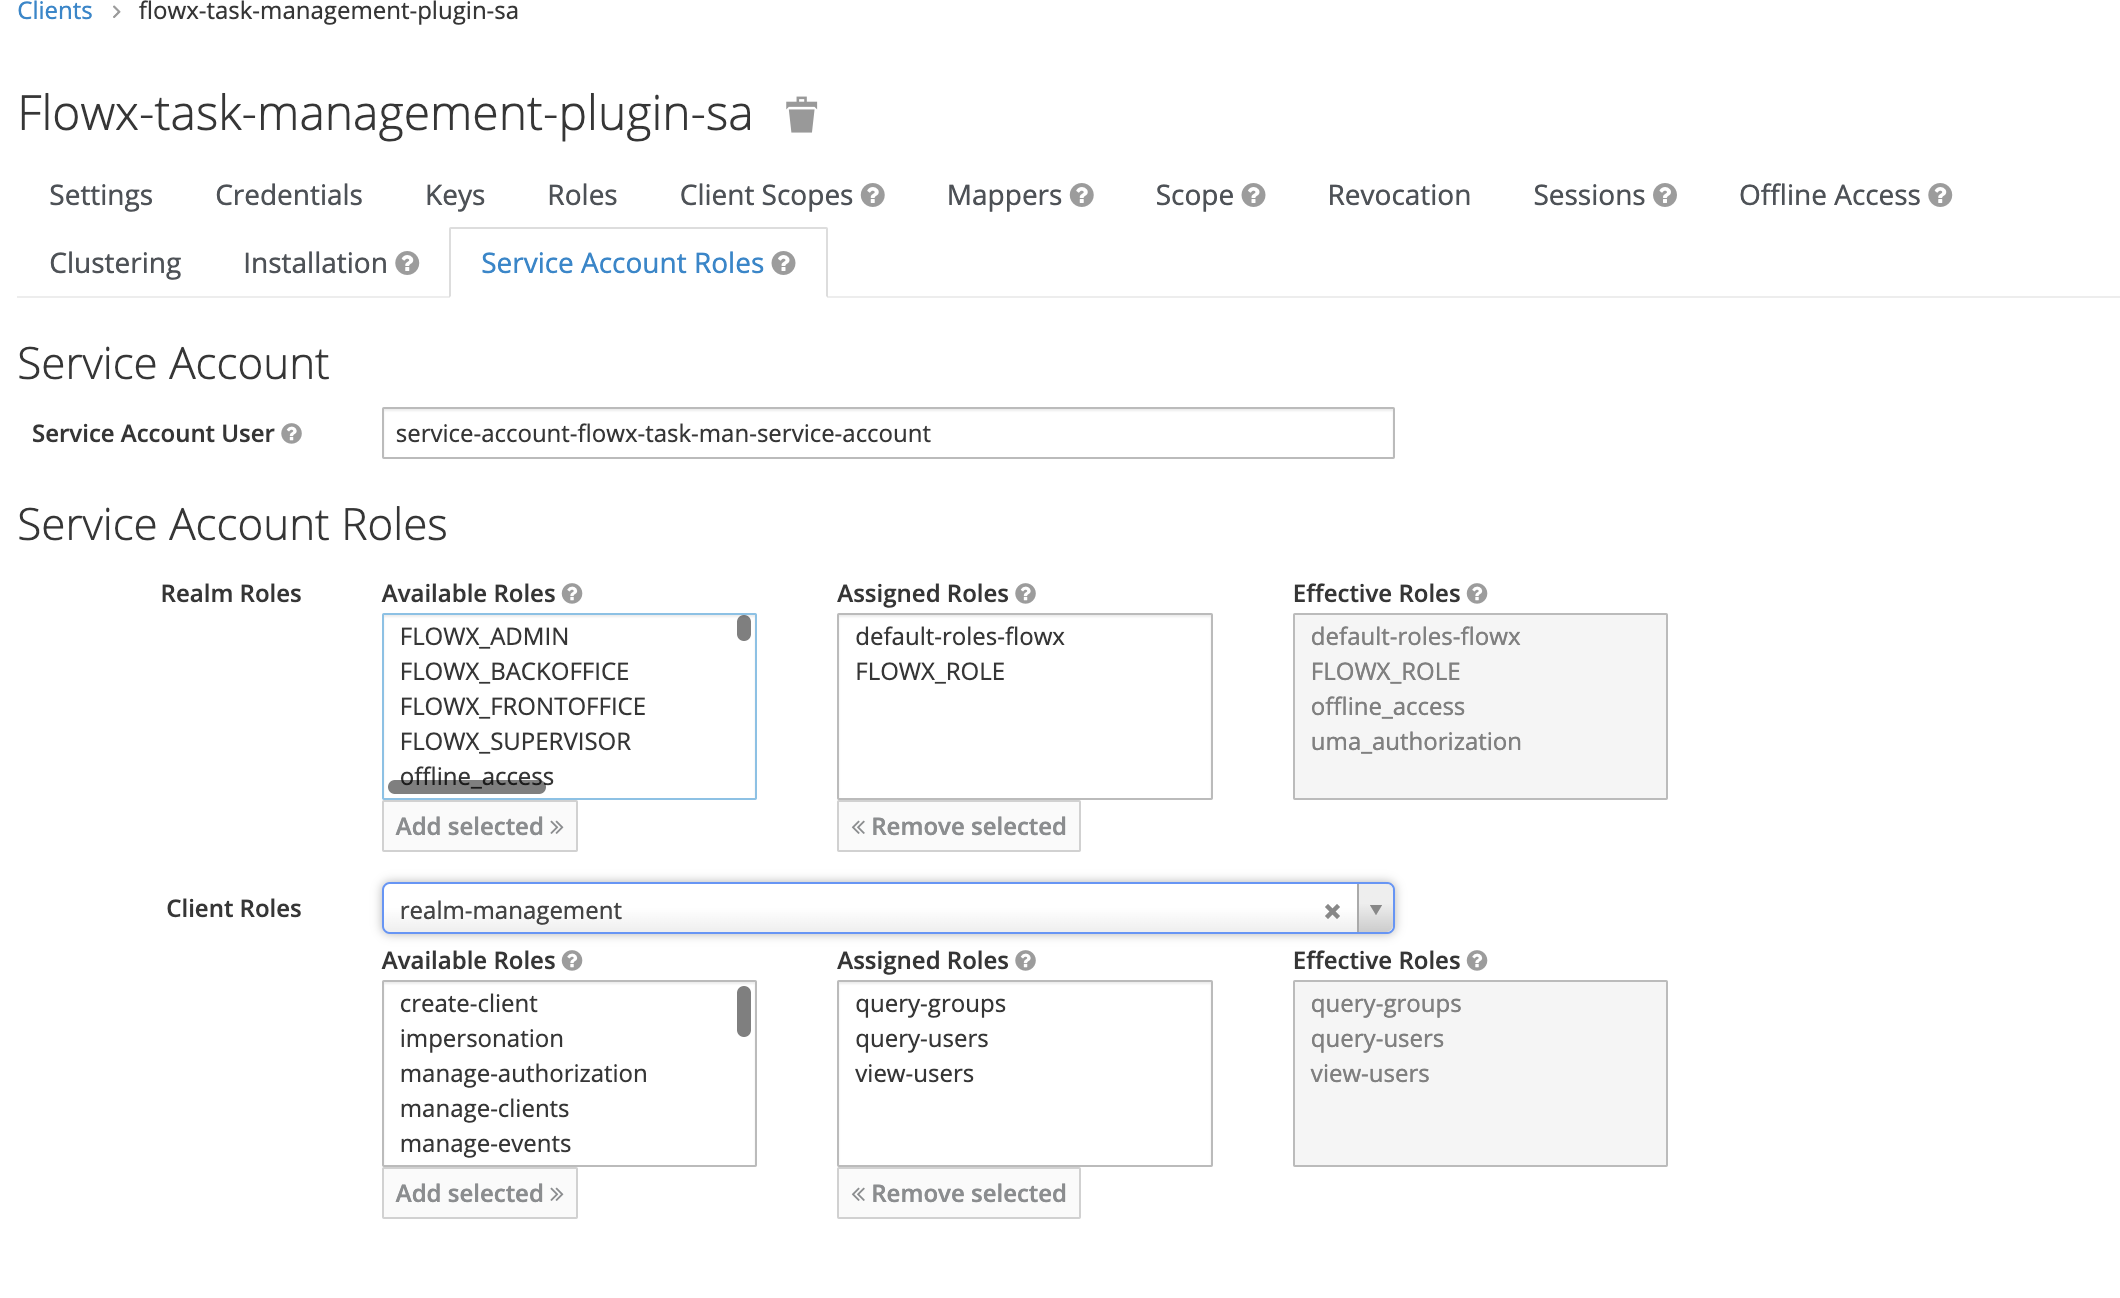 Clients > flowx-task-management-plugin-sa
Flowx-task-management-plugin-sa
Settings Credentials Keys Roles Client Scopes Mappers Scope Revocation Sessions Offline Access
Clustering Installation Service Account Roles
Service Account
Service Account User service-account-flowx-task-man-service-account
Service Account Roles
Realm Roles Available Roles Assigned Roles Effective Roles
FLOWX_ADMIN default-roles-flowx default-roles-flowx
FLOWX_BACKOFFICE FLOWX_ROLE FLOWX_ROLE
FLOWX_FRONTOFFICE offline_access
FLOWX_SUPERVISOR uma_authorization
offline_access
Add selected » « Remove selected
Client Roles realm-management
Available Roles Assigned Roles Effective Roles
create-client query-groups query-groups
impersonation query-users query-users
manage-authorization view-users view-users
manage-clients
manage-events
Add selected » « Remove selected